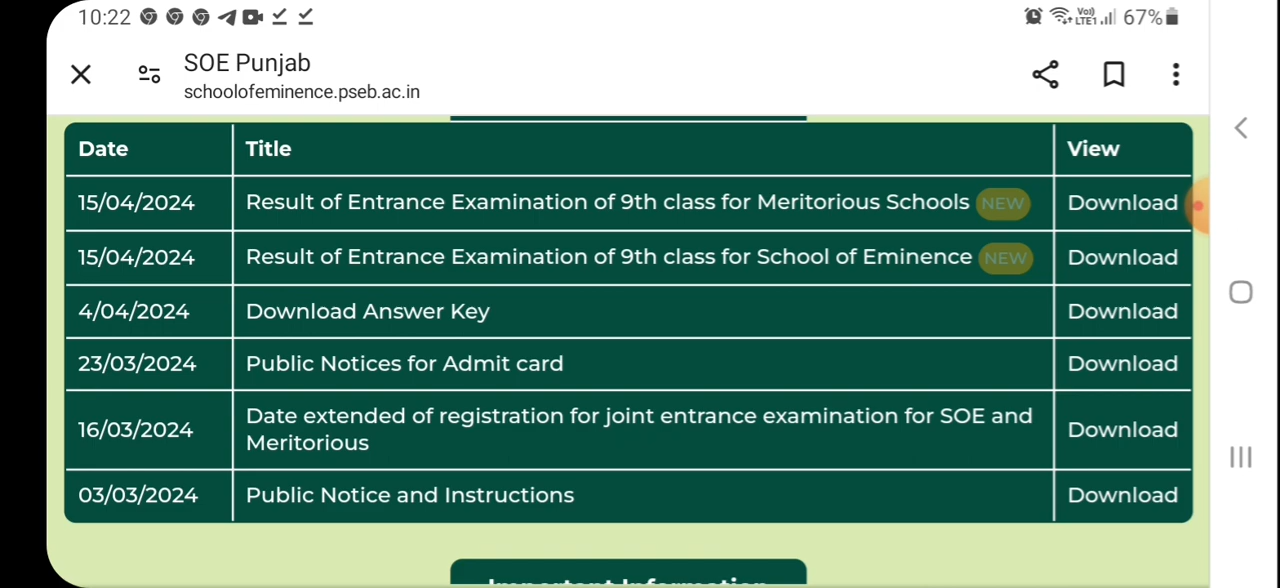 10:22
Vo))
LTE1
67%
SOE Punjab
schoolofeminence.pseb.ac.in
Date Title View
15/04/2024 Result of Entrance Examination of 9th class for Meritorious Schools NEW Download
15/04/2024 Result of Entrance Examination of 9th class for School of Eminence NEW Download
4/04/2024 Download Answer Key Download
23/03/2024 Public Notices for Admit card Download
16/03/2024 Date extended of registration for joint entrance examination for SOE and
Meritorious Download
03/03/2024 Public Notice and Instructions Download
Important Information